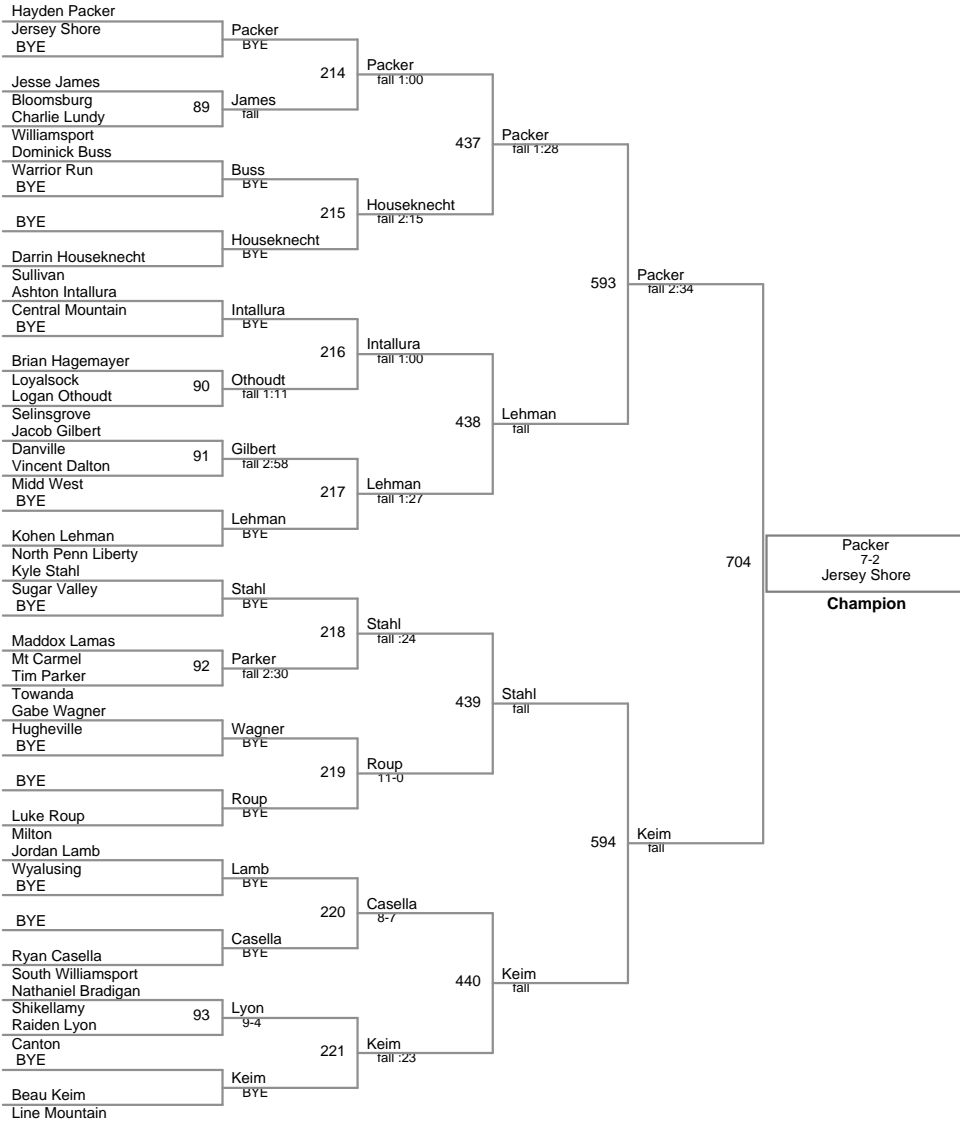 Hayden Packer
Jersey Shore
BYE
Packer
BYE
214
Packer
fall 1:00
Jesse James
Bloomsburg
89
Charlie Lundy
Williamsport
James
fall
437
Packer
fall 1:28
Dominick Buss
Warrior Run
BYE
Buss
BYE
215
Houseknecht
fall 2:15
BYE
Darrin Houseknecht
Sullivan
Houseknecht
BYE
593
Packer
fall 2:34
Ashton Intallura
Central Mountain
BYE
Intallura
BYE
216
Intallura
fall 1:00
Brian Hagemayer
Loyalsock
90
Logan Othoudt
Selinsgrove
Othoudt
fall 1:11
438
Lehman
fall
Jacob Gilbert
Danville
91
Vincent Dalton
Midd West
Gilbert
fall 2:58
217
Lehman
fall 1:27
BYE
Kohen Lehman
North Penn Liberty
Lehman
BYE
704
Packer
7-2
Jersey Shore
Champion
Kyle Stahl
Sugar Valley
BYE
Stahl
BYE
218
Stahl
fall :24
Maddox Lamas
Mt Carmel
92
Tim Parker
Towanda
Parker
fall 2:30
439
Stahl
fall
Gabe Wagner
Hugheville
BYE
Wagner
BYE
219
Roup
11-0
BYE
Luke Roup
Milton
Roup
BYE
594
Keim
fall
Jordan Lamb
Wyalusing
BYE
Lamb
BYE
220
Casella
8-7
BYE
Ryan Casella
South Williamsport
Casella
BYE
440
Keim
fall
Nathaniel Bradigan
Shikellamy
93
Raiden Lyon
Canton
Lyon
9-4
221
Keim
fall :23
BYE
Beau Keim
Line Mountain
Keim
BYE